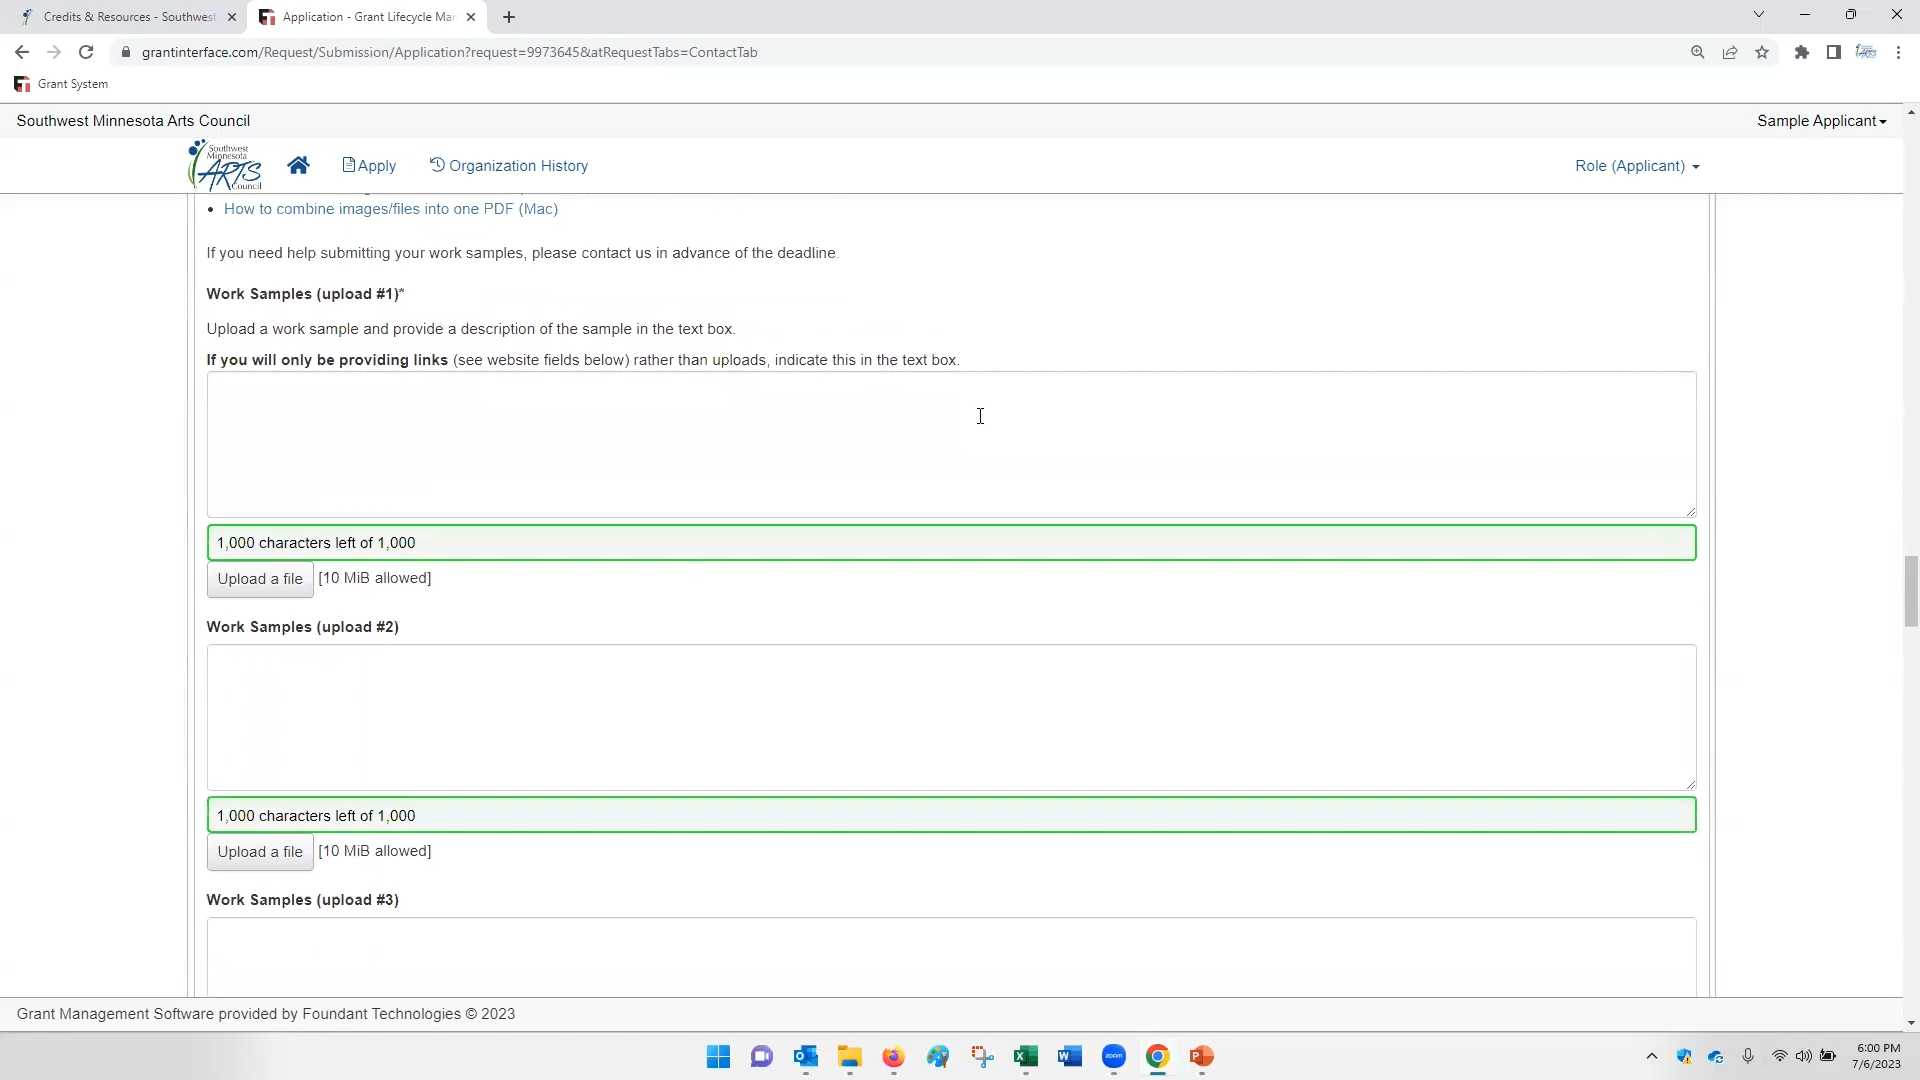 Credits & Resources - Southwest
Application - Grant Lifecycle Mar
grantinterface.com/Request/Submission/Application?request=9973645&atRequestTabs=ContactTab
Grant System
Southwest Minnesota Arts Council
Sample Applicant
Southwest
Minnesota
ARTS
Council
Apply
Organization History
Role (Applicant)
• How to combine images/files into one PDF (Mac)
If you need help submitting your work samples, please contact us in advance of the deadline.
Work Samples (upload #1)*
Upload a work sample and provide a description of the sample in the text box.
If you will only be providing links (see website fields below) rather than uploads, indicate this in the text box.
1,000 characters left of 1,000
Upload a file [10 MiB allowed]
Work Samples (upload #2)
1,000 characters left of 1,000
Upload a file [10 MiB allowed]
Work Samples (upload #3)
Grant Management Software provided by Foundant Technologies © 2023
zoom
6:00 PM
7/6/2023